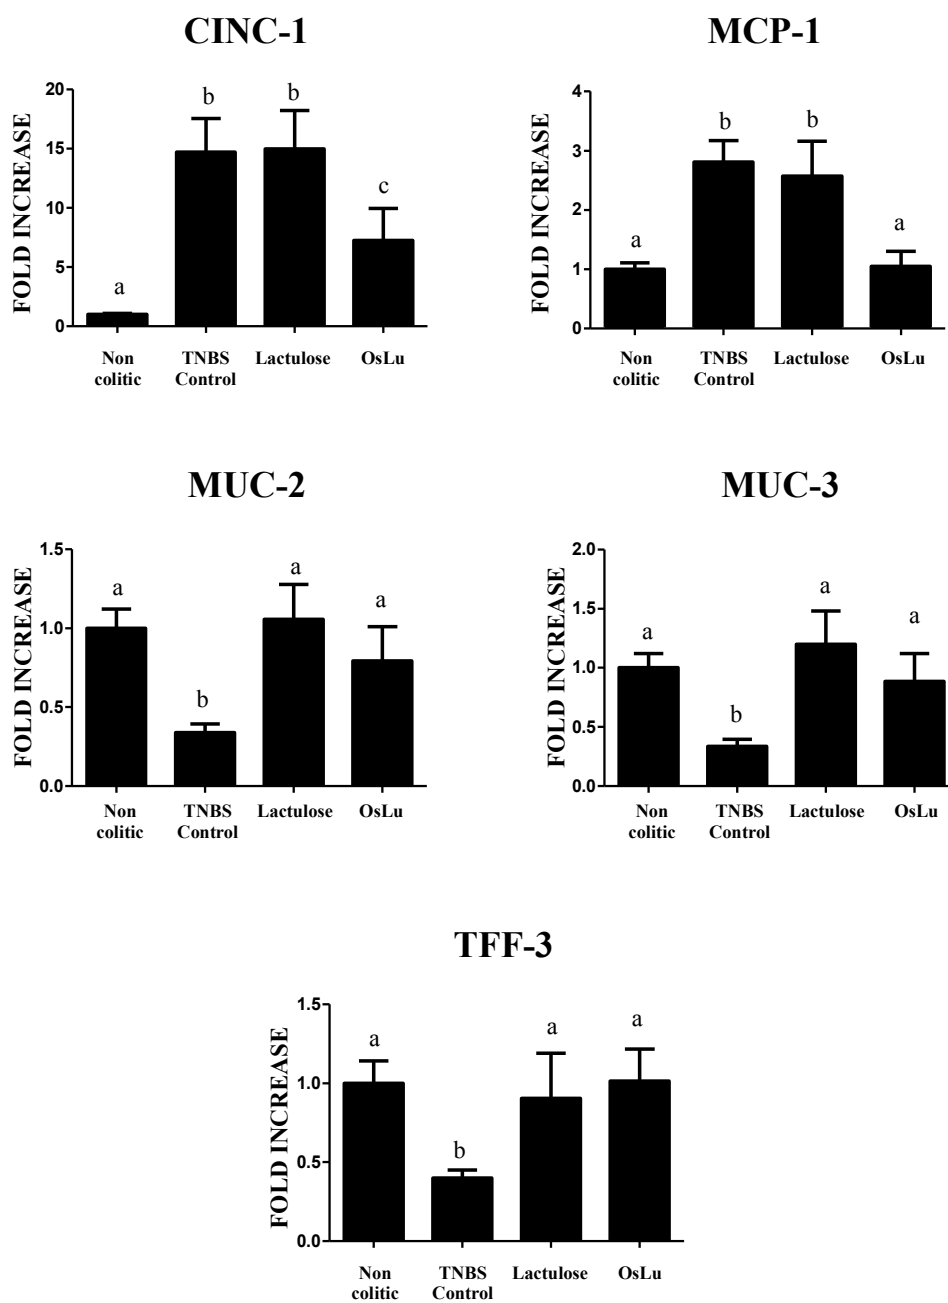 CINC-1
FOLD INCREASE
20
15
10
5
0
a
b
b
c
Non
colitic
TNBS
Control
Lactulose
OsLu
MCP-1
FOLD INCREASE
4
3
2
1
0
a
b
b
a
Non
colitic
TNBS
Control
Lactulose
OsLu
MUC-2
FOLD INCREASE
1.5
1.0
0.5
0.0
a
b
a
a
Non
colitic
TNBS
Control
Lactulose
OsLu
MUC-3
FOLD INCREASE
2.0
1.5
1.0
0.5
0.0
a
b
a
a
Non
colitic
TNBS
Control
Lactulose
OsLu
TFF-3
FOLD INCREASE
1.5
1.0
0.5
0.0
a
b
a
a
Non
colitic
TNBS
Control
Lactulose
OsLu